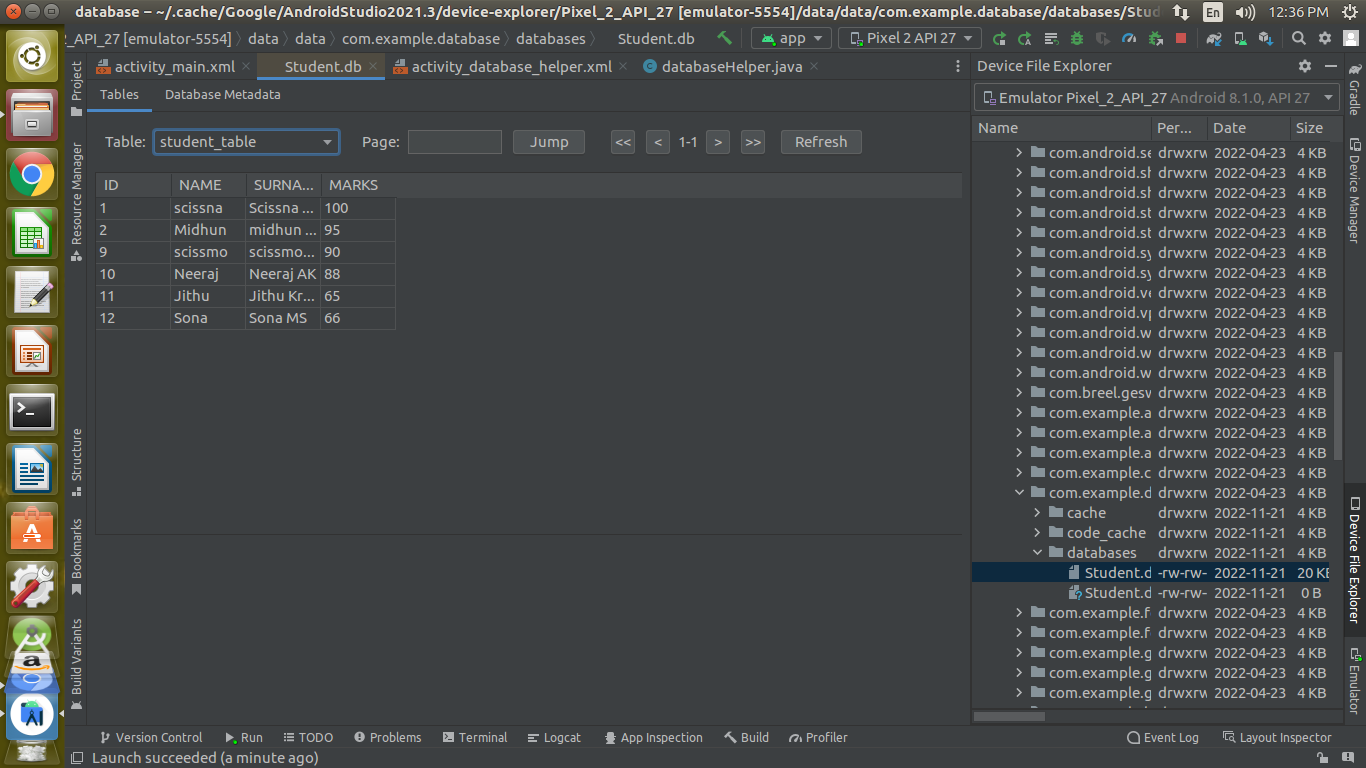 database – ~/.cache/Google/AndroidStudio2021.3/device-explorer/Pixel_2_API_27 [emulator-5554]/data/data/com.example.database/databases/Stud
En
12:36 PM
2_API_27 [emulator-5554] data data com.example.database databases Student.db
app
Pixel 2 API 27
activity_main.xml Student.db activity_database_helper.xml databaseHelper.java
Tables Database Metadata
Table: student_table Page: Jump << < 1-1 > >> Refresh
ID NAME SURNA... MARKS
1 scissna Scissna ... 100
2 Midhun midhun ... 95
9 scissmo scissmo... 90
10 Neeraj Neeraj AK 88
11 Jithu Jithu Kr... 65
12 Sona Sona MS 66
Project
Resource Manager
Structure
Bookmarks
Build Variants
Device File Explorer
Emulator Pixel_2_API_27 Android 8.1.0, API 27
Name Per... Date Size
com.android.se drwxrw 2022-04-23 4 KB
com.android.sh drwxrw 2022-04-23 4 KB
com.android.sh drwxrw 2022-04-23 4 KB
com.android.st drwxrw 2022-04-23 4 KB
com.android.st drwxrw 2022-04-23 4 KB
com.android.sy drwxrw 2022-04-23 4 KB
com.android.sy drwxrw 2022-04-23 4 KB
com.android.ve drwxrw 2022-04-23 4 KB
com.android.vp drwxrw 2022-04-23 4 KB
com.android.w drwxrw 2022-04-23 4 KB
com.android.w drwxrw 2022-04-23 4 KB
com.android.w drwxrw 2022-04-23 4 KB
com.breel.gesv drwxrw 2022-04-23 4 KB
com.example.a drwxrw 2022-04-23 4 KB
com.example.a drwxrw 2022-04-23 4 KB
com.example.a drwxrw 2022-04-23 4 KB
com.example.c drwxrw 2022-04-23 4 KB
com.example.d drwxrw 2022-04-23 4 KB
cache drwxrw 2022-11-21 4 KB
code_cache drwxrw 2022-11-21 4 KB
databases drwxrw 2022-11-21 4 KB
Student.d -rw-rw- 2022-11-21 20 KB
Student.d -rw-rw- 2022-11-21 0 B
com.example.f drwxrw 2022-04-23 4 KB
com.example.f drwxrw 2022-04-23 4 KB
com.example.g drwxrw 2022-04-23 4 KB
com.example.g drwxrw 2022-04-23 4 KB
com.example.g drwxrw 2022-04-23 4 KB
Gradle
Device Manager
Device File Explorer
Emulator
Version Control Run TODO Problems Terminal Logcat App Inspection Build Profiler Event Log Layout Inspector
Launch succeeded (a minute ago)